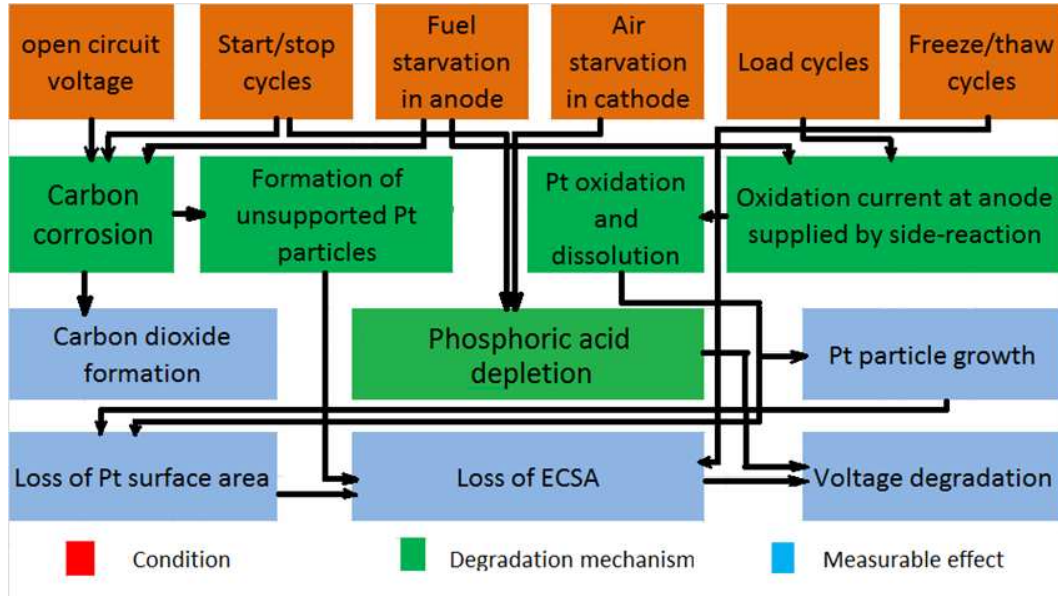 open circuit
voltage
Start/stop
cycles
Fuel
starvation
in anode
Air
starvation
in cathode
Load cycles
Freeze/thaw
cycles
Carbon
corrosion
Formation of
unsupported Pt
particles
Pt oxidation
and
dissolution
Oxidation current at anode
supplied by side-reaction
Carbon dioxide
formation
Phosphoric acid
depletion
Pt particle growth
Loss of Pt surface area
Loss of ECSA
Voltage degradation
Condition
Degradation mechanism
Measurable effect